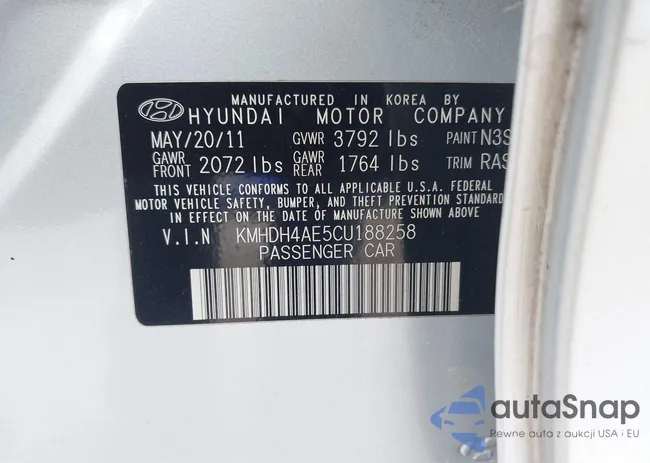 MANUFACTURED IN KOREA BY
HYUNDAI MOTOR COMPANY
MAY/20/11 GVWR 3792 lbs PAINT N3S
GAWR FRONT 2072 lbs GAWR REAR 1764 lbs TRIM RAS
THIS VEHICLE CONFORMS TO ALL APPLICABLE U.S.A. FEDERAL
MOTOR VEHICLE SAFETY, BUMPER, AND THEFT PREVENTION STANDARD
IN EFFECT ON THE DATE OF MANUFACTURE SHOWN ABOVE.
V.I.N KMHDH4AE5CU188258
PASSENGER CAR
autoSnap
Pewne auta z aukcji USA i EU